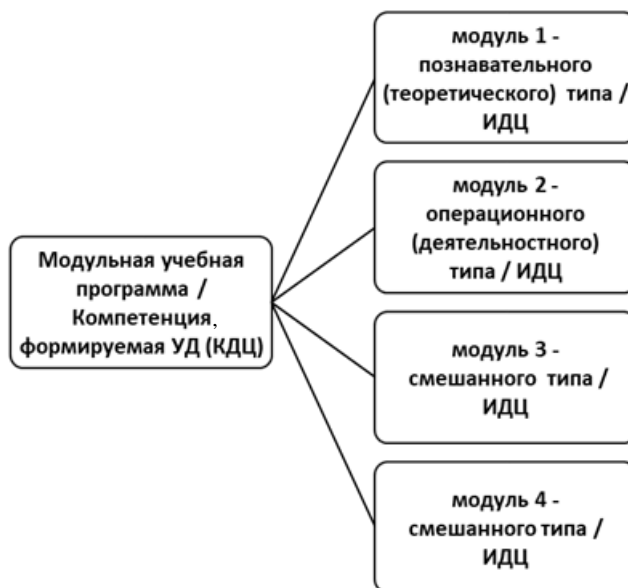 модуль 1 -
познавательного
(теоретического) типа /
ИДЦ
модуль 2 -
операционного
(деятельностного)
типа / ИДЦ
Модульная учебная
программа /
Компетенция,
формируемая УД (КДЦ)
модуль 3 -
смешанного типа /
ИДЦ
модуль 4 -
смешанного типа /
ИДЦ